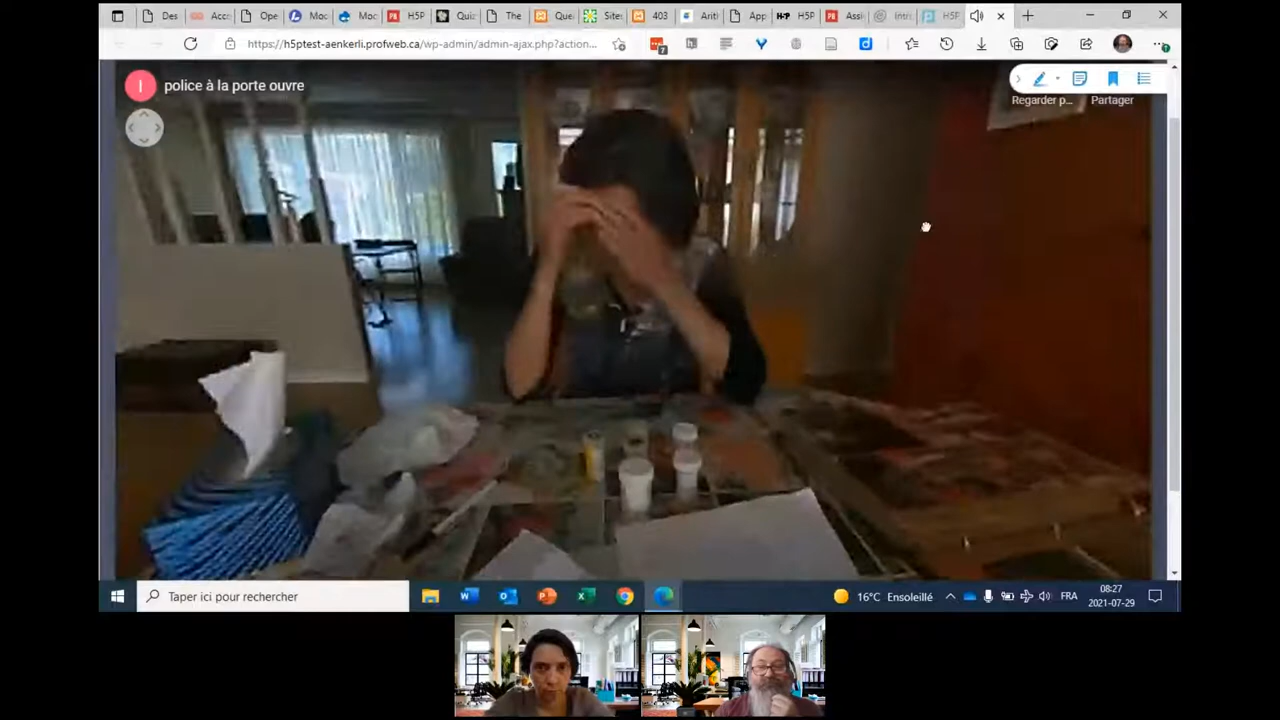 Des
Acc
Ope
Moc
Moc
H5P
Quiz
The
Que
Site
403
Arit
App
H5P
Assi
Intr
H5P
https://h5ptest-aenkerli.profweb.ca/wp-admin/admin-ajax.php?action...
7
I police à la porte ouvre
Regarder p... Partager
Taper ici pour rechercher
16°C Ensoleillé
FRA
08:27
2021-07-29